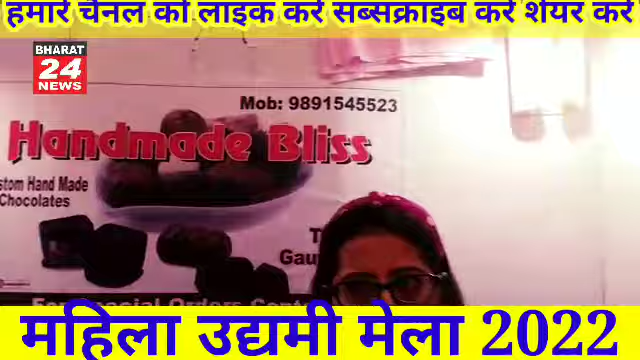 हमारे चैनल को लाइक करे सब्सक्राइब करे शेयर करे
BHARAT
24
NEWS
Mob: 9891545523
Handmade Bliss
stom Hand Made
Chocolates
महिला उद्यमी मेला 2022